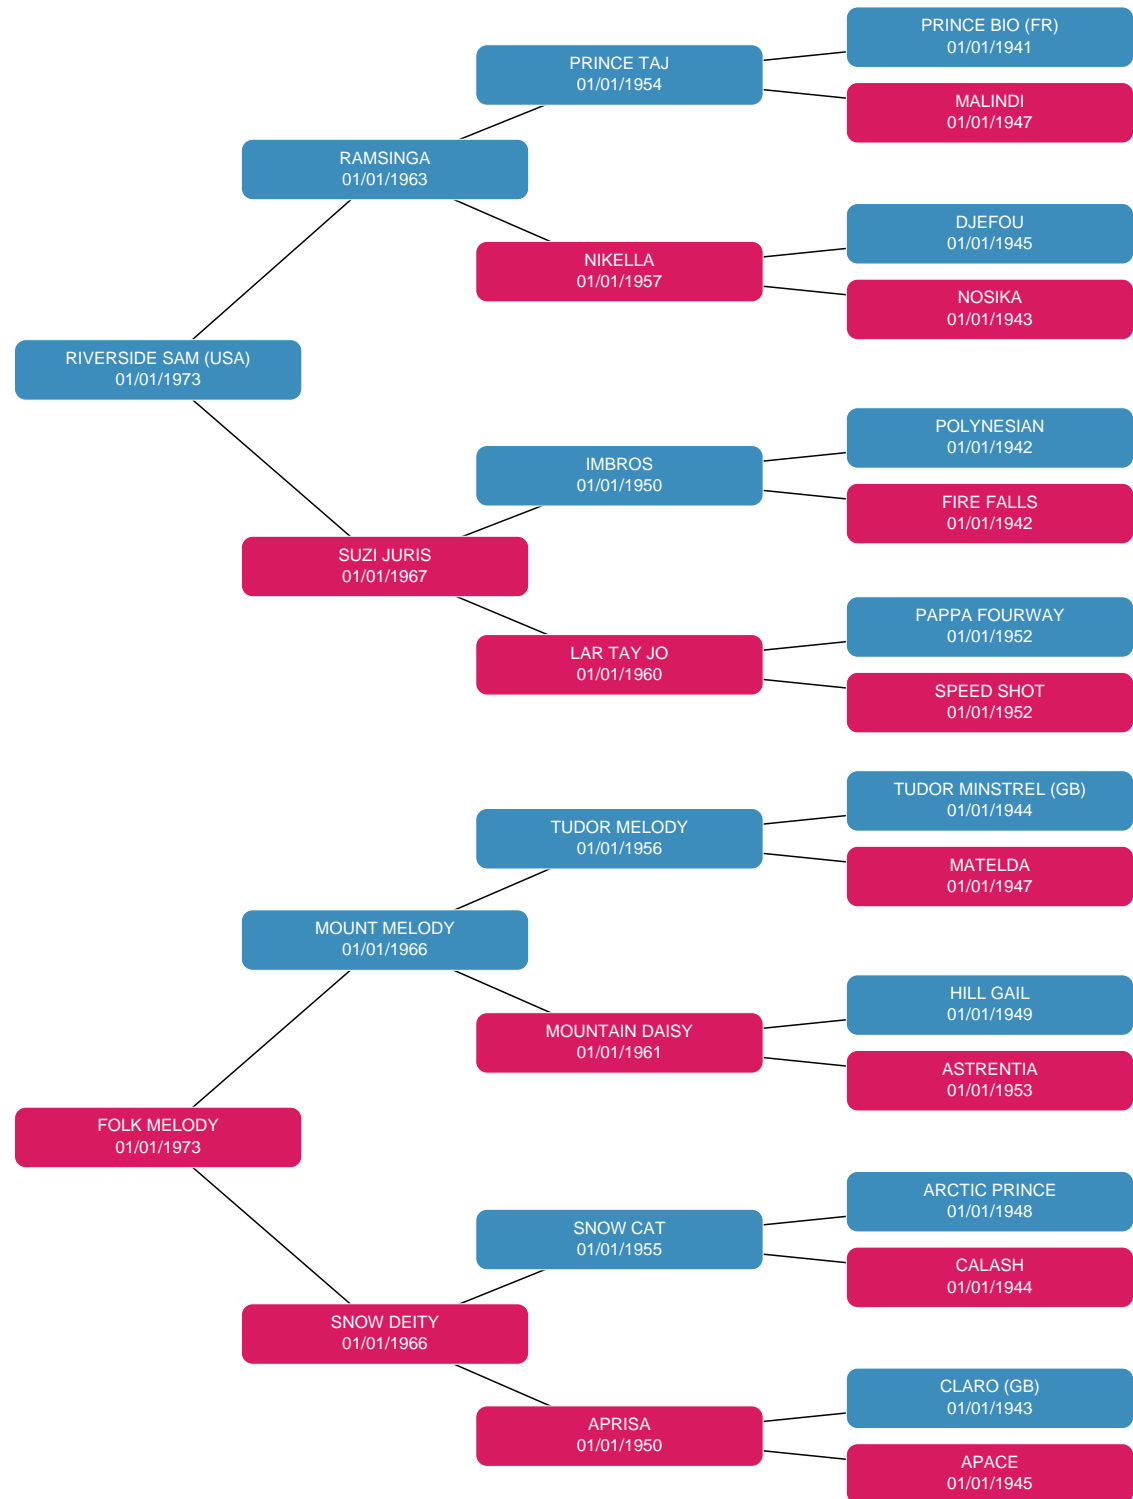 PRINCE BIO (FR)
01/01/1941
PRINCE TAJ
01/01/1954
MALINDI
01/01/1947
RAMSINGA
01/01/1963
DJEFOU
01/01/1945
NIKELLA
01/01/1957
NOSIKA
01/01/1943
RIVERSIDE SAM (USA)
01/01/1973
POLYNESIAN
01/01/1942
IMBROS
01/01/1950
FIRE FALLS
01/01/1942
SUZI JURIS
01/01/1967
PAPPA FOURWAY
01/01/1952
LAR TAY JO
01/01/1960
SPEED SHOT
01/01/1952
TUDOR MINSTREL (GB)
01/01/1944
TUDOR MELODY
01/01/1956
MATELDA
01/01/1947
MOUNT MELODY
01/01/1966
HILL GAIL
01/01/1949
MOUNTAIN DAISY
01/01/1961
ASTRENTIA
01/01/1953
FOLK MELODY
01/01/1973
ARCTIC PRINCE
01/01/1948
SNOW CAT
01/01/1955
CALASH
01/01/1944
SNOW DEITY
01/01/1966
CLARO (GB)
01/01/1943
APRISA
01/01/1950
APACE
01/01/1945